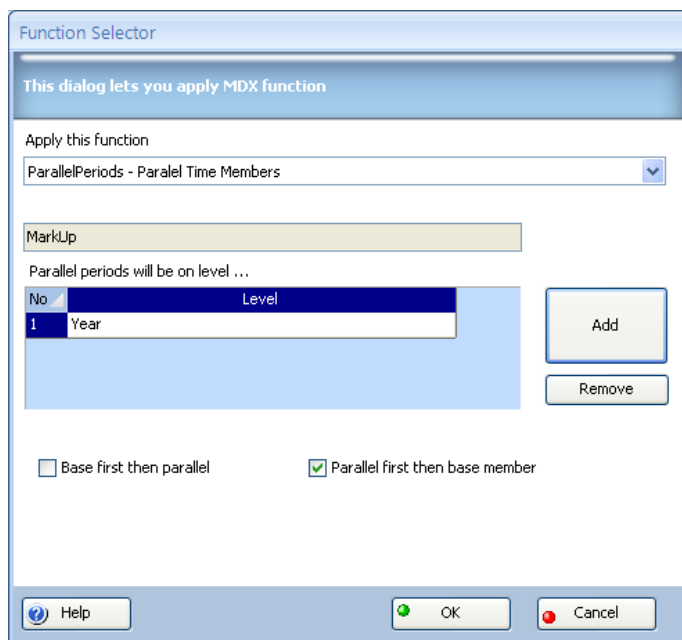 Function Selector
This dialog lets you apply MDX function
Apply this function
ParallelPeriods - Paralel Time Members
MarkUp
Parallel periods will be on level ...
No Level
1 Year
Add
Remove
Base first then parallel
Parallel first then base member
Help
OK
Cancel